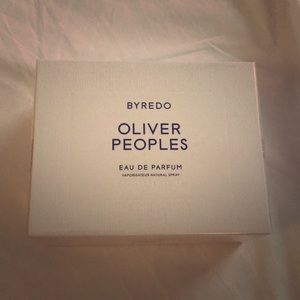 BYREDO
OLIVER
PEOPLES
EAU DE PARFUM
VAPORISATEUR NATURAL SPRAY